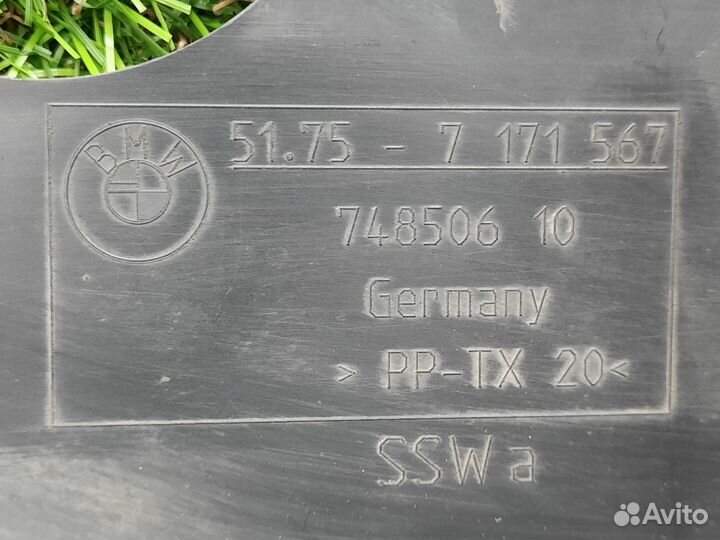 BMW
51.75 - 7 171 567
748506 10
Germany
> PP-TX 20<
SSWa
Avito